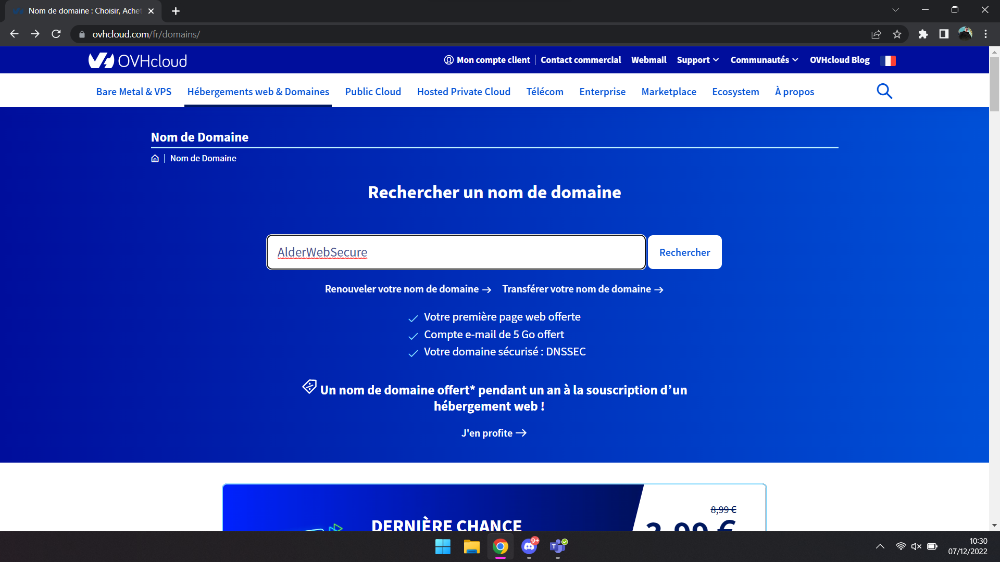 Nom de domaine : Choisir, Achet
ovhcloud.com/fr/domains/
OVHcloud
Mon compte client
Contact commercial
Webmail
Support
Communautés
OVHcloud Blog
Bare Metal & VPS
Hébergements web & Domaines
Public Cloud
Hosted Private Cloud
Télécom
Enterprise
Marketplace
Ecosystem
À propos
Nom de Domaine
Nom de Domaine
Rechercher un nom de domaine
AlderWebSecure
Rechercher
Renouveler votre nom de domaine →
Transférer votre nom de domaine →
Votre première page web offerte
Compte e-mail de 5 Go offert
Votre domaine sécurisé : DNSSEC
Un nom de domaine offert* pendant un an à la souscription d’un
hébergement web !
J'en profite →
8,99 €
DERNIÈRE CHANCE
9+
T
10:30
07/12/2022